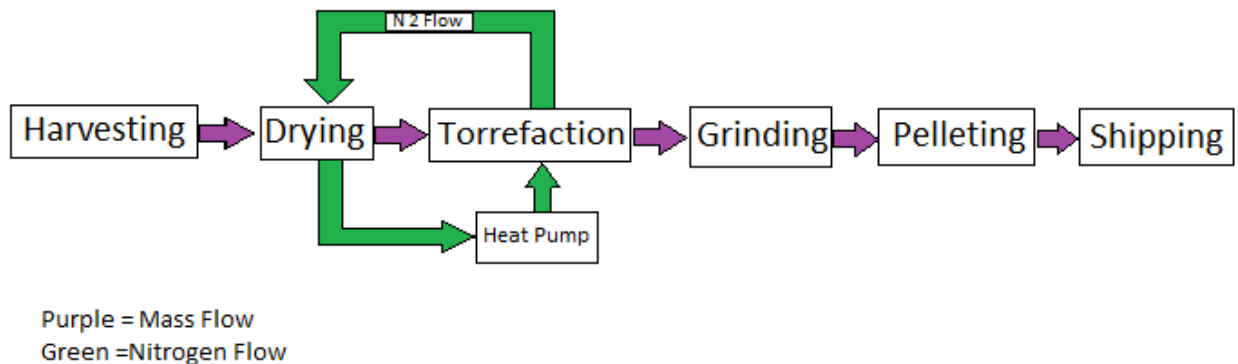 N 2 Flow
Harvesting
Drying
Torrefaction
Grinding
Pelleting
Shipping
Heat Pump
Purple = Mass Flow
Green =Nitrogen Flow